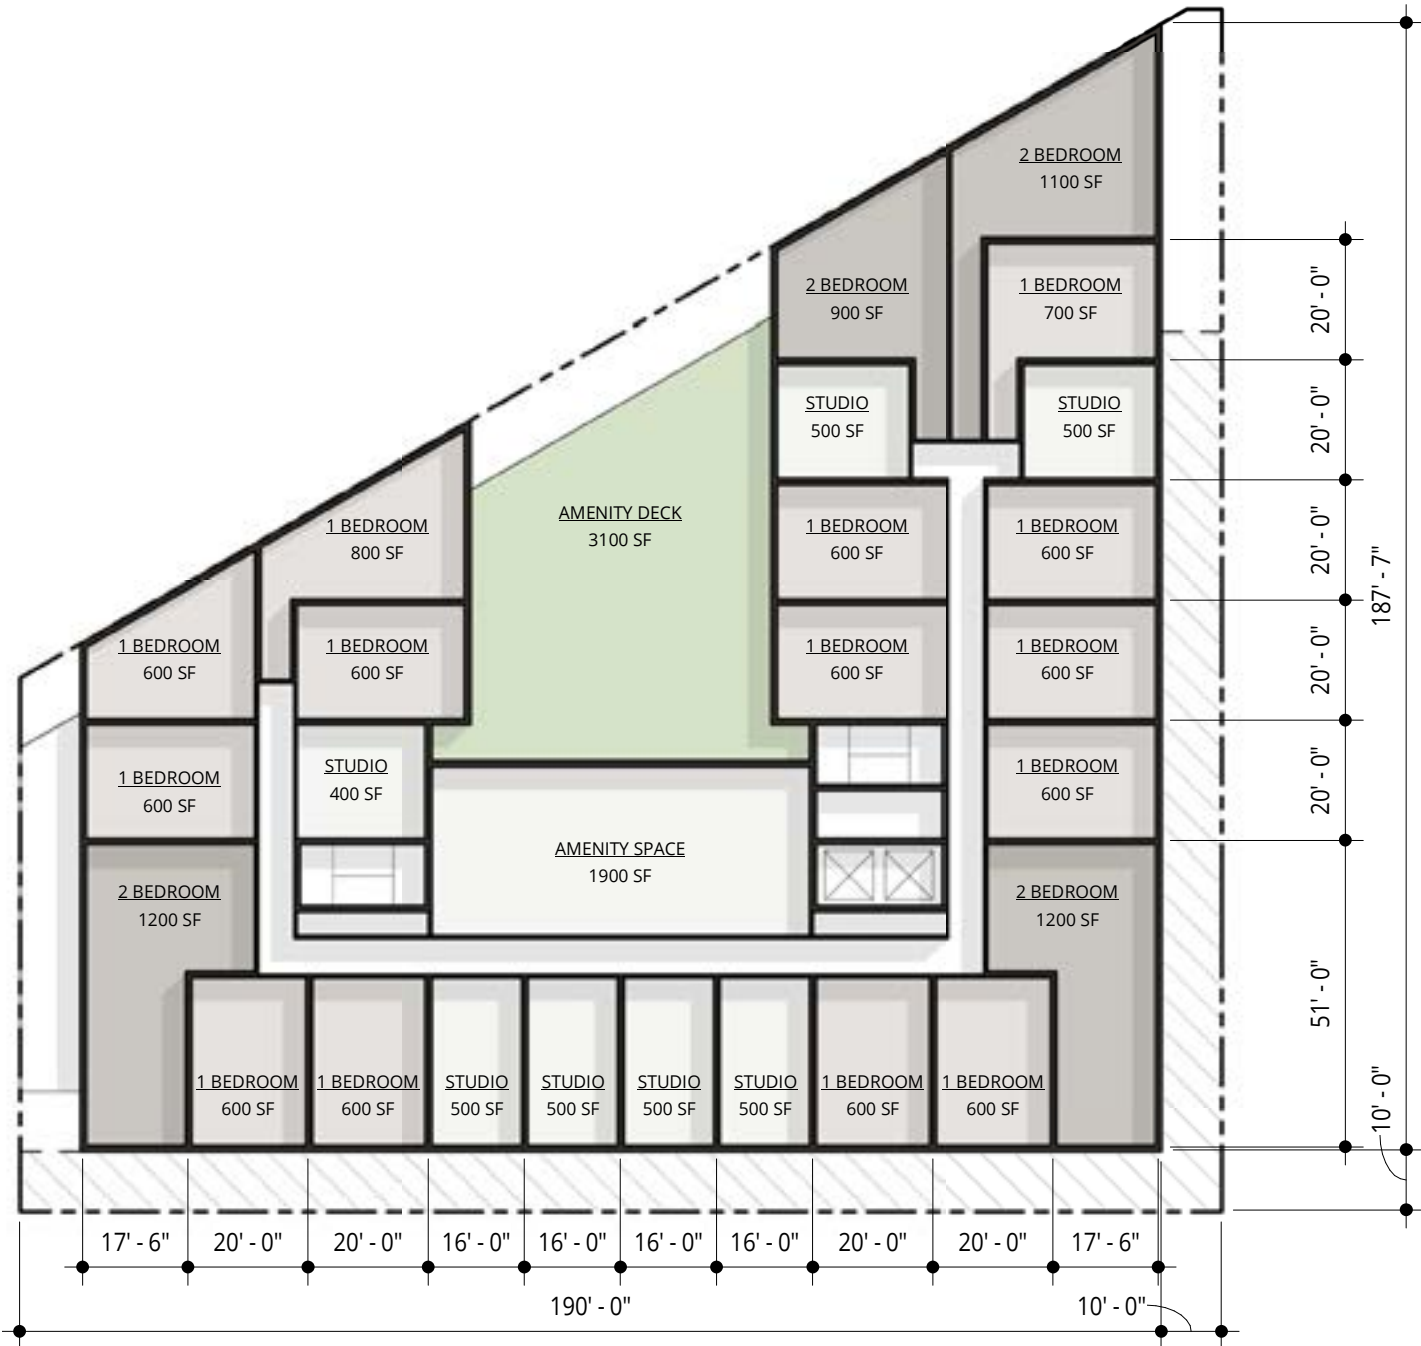 2 BEDROOM
1100 SF
2 BEDROOM
900 SF
1 BEDROOM
700 SF
20' - 0"
STUDIO
500 SF
STUDIO
500 SF
20' - 0"
1 BEDROOM
800 SF
AMENITY DECK
3100 SF
1 BEDROOM
600 SF
1 BEDROOM
600 SF
20' - 0"
187' - 7"
1 BEDROOM
600 SF
1 BEDROOM
600 SF
1 BEDROOM
600 SF
1 BEDROOM
600 SF
20' - 0"
1 BEDROOM
600 SF
STUDIO
400 SF
1 BEDROOM
600 SF
20' - 0"
AMENITY SPACE
1900 SF
2 BEDROOM
1200 SF
2 BEDROOM
1200 SF
51' - 0"
1 BEDROOM
600 SF
1 BEDROOM
600 SF
STUDIO
500 SF
STUDIO
500 SF
STUDIO
500 SF
STUDIO
500 SF
1 BEDROOM
600 SF
1 BEDROOM
600 SF
10' - 0"
17' - 6"
20' - 0"
20' - 0"
16' - 0"
16' - 0"
16' - 0"
16' - 0"
20' - 0"
20' - 0"
17' - 6"
190' - 0"
10' - 0"